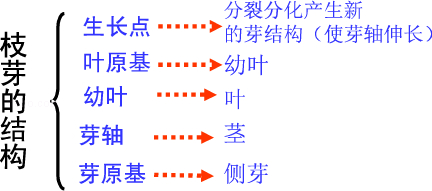 枝芽的结构
生长点
分裂分化产生新
的芽结构（使芽轴伸长）
叶原基
幼叶
幼叶
叶
芽轴
茎
芽原基
侧芽